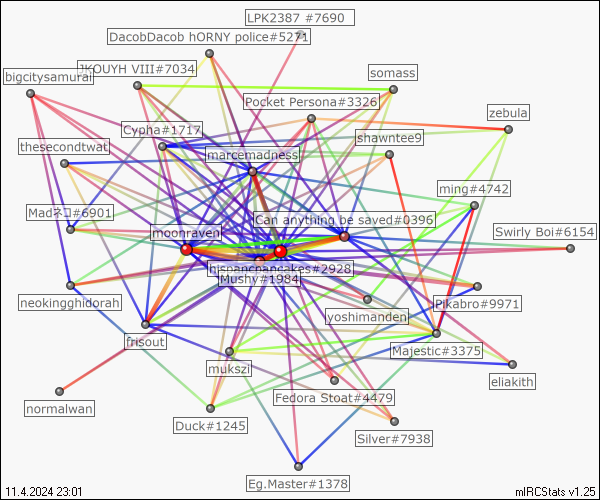 LPK2387 #7690
DacobDacob hORNY police#5271
JKOUYH VIII#7034
bigcitysamurai
somass
Pocket Persona#3326
zebula
Cypha#1717
shawntee9
thesecondtwat
marcemadness
ming#4742
Madネコ#6901
Can anything be saved#0396
moonraven
Swirly Boi#6154
hispancpancakes#2928
Mushy#1984
neokingghidorah
Pikabro#9971
yoshimanden
frisout
Majestic#3375
mukszi
eliakith
Fedora Stoat#4479
normalwan
Duck#1245
Silver#7938
Eg.Master#1378
11.4.2024 23:01
mIRCStats v1.25